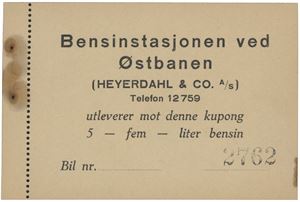 Bensinstasjonen ved
Østbanen
(HEYERDAHL & CO. A/s)
Telefon 12759
utleverer mot denne kupong
5 — fem — liter bensin
Bil nr. 2762